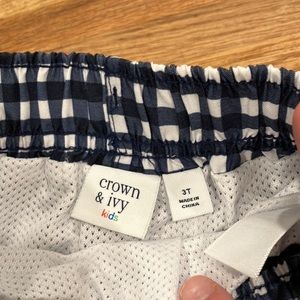 crown
& ivy
kids
3T
MADE IN
CHINA